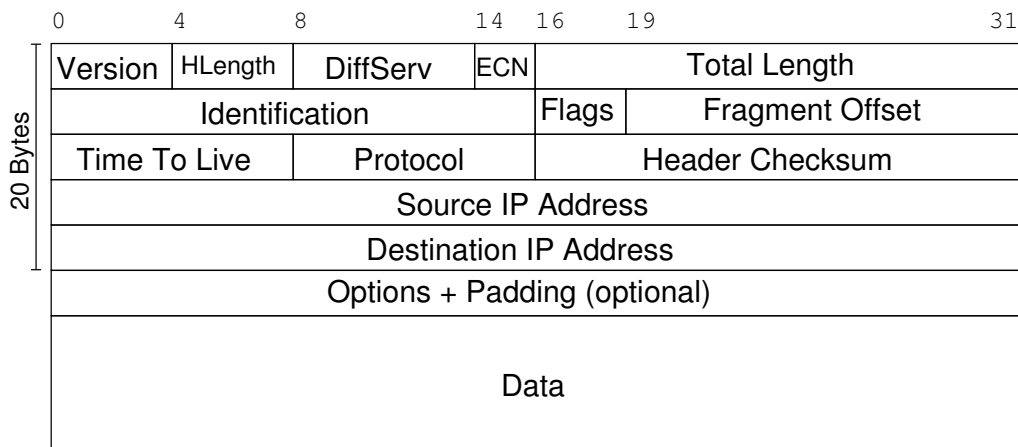 0 4 8 14 16 19 31
Version HLength DiffServ ECN Total Length
Identification Flags Fragment Offset
Time To Live Protocol Header Checksum
Source IP Address
Destination IP Address
20 Bytes
Options + Padding (optional)
Data